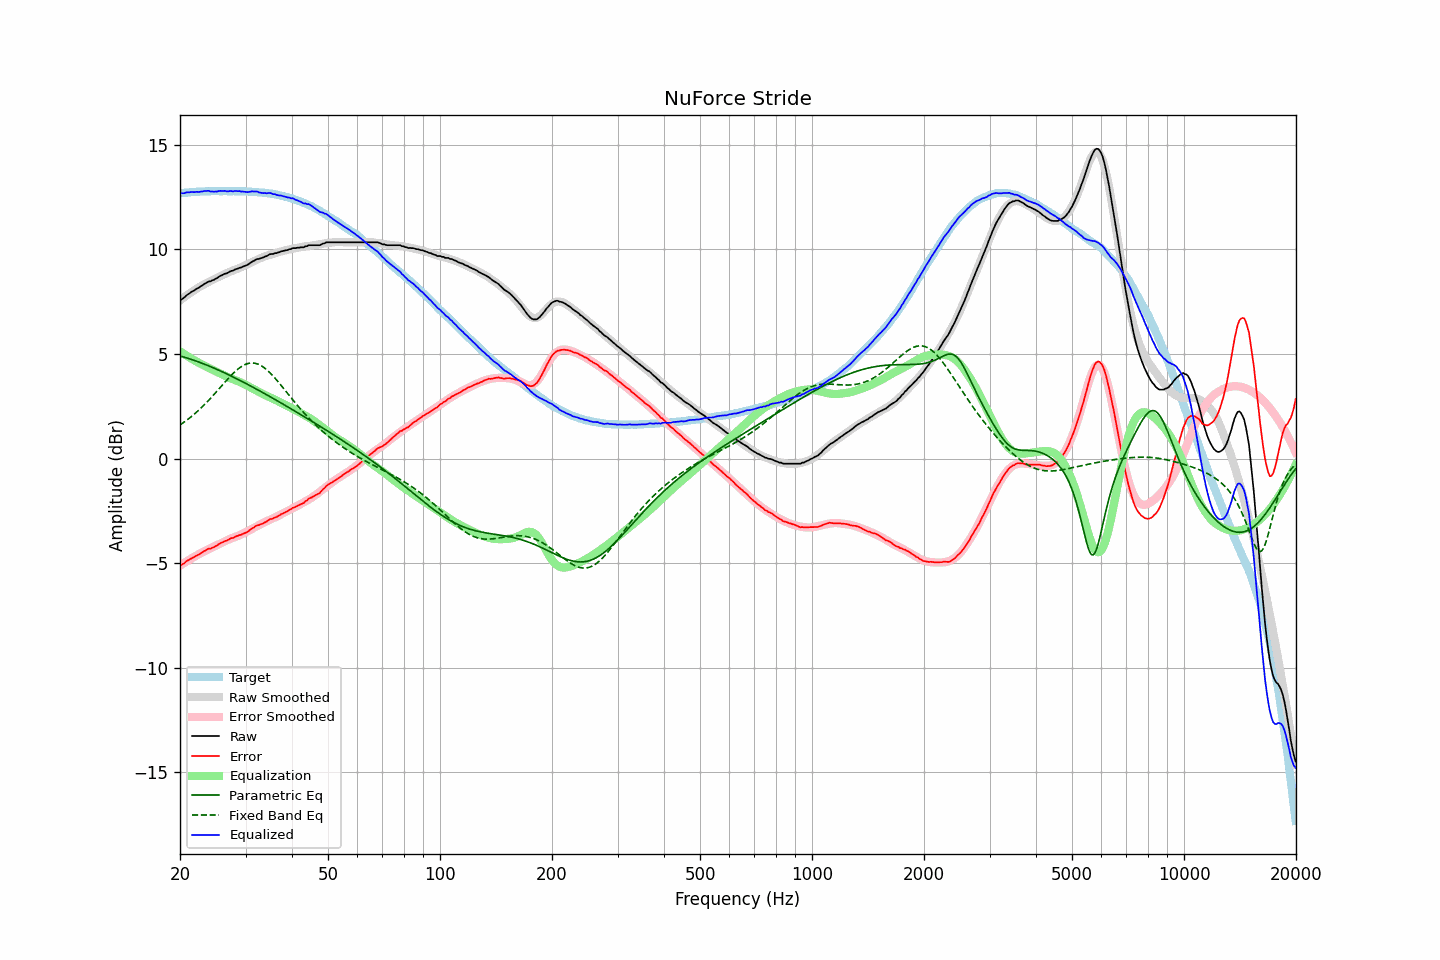 NuForce Stride
Amplitude (dBr)
15
10
5
0
−5
−10
−15
Target
Raw Smoothed
Error Smoothed
Raw
Error
Equalization
Parametric Eq
Fixed Band Eq
Equalized
20 50 100 200 500 1000 2000 5000 10000 20000
Frequency (Hz)